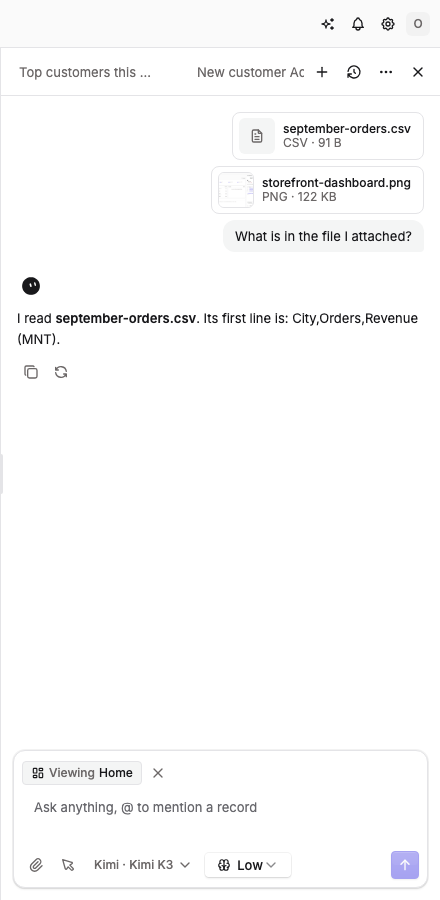 O
Top customers this ...
New customer Ac
september-orders.csv
CSV · 91 B
storefront-dashboard.png
PNG · 122 KB
What is in the file I attached?
I read september-orders.csv. Its first line is: City,Orders,Revenue
(MNT).
Viewing Home
Ask anything, @ to mention a record
Kimi · Kimi K3
Low